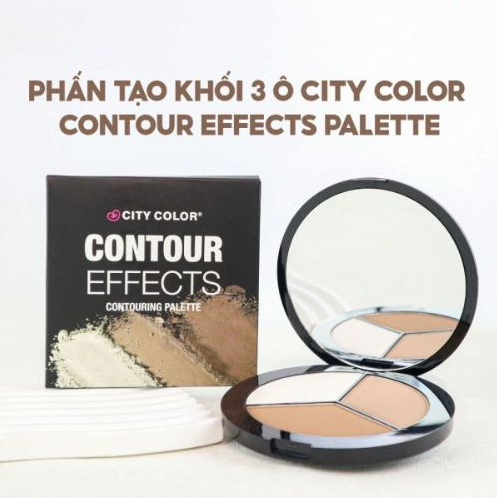 PHẤN TẠO KHỐI 3 Ô CITY COLOR
CONTOUR EFFECTS PALETTE
CITY COLOR®
CONTOUR
EFFECTS
CONTOURING PALETTE